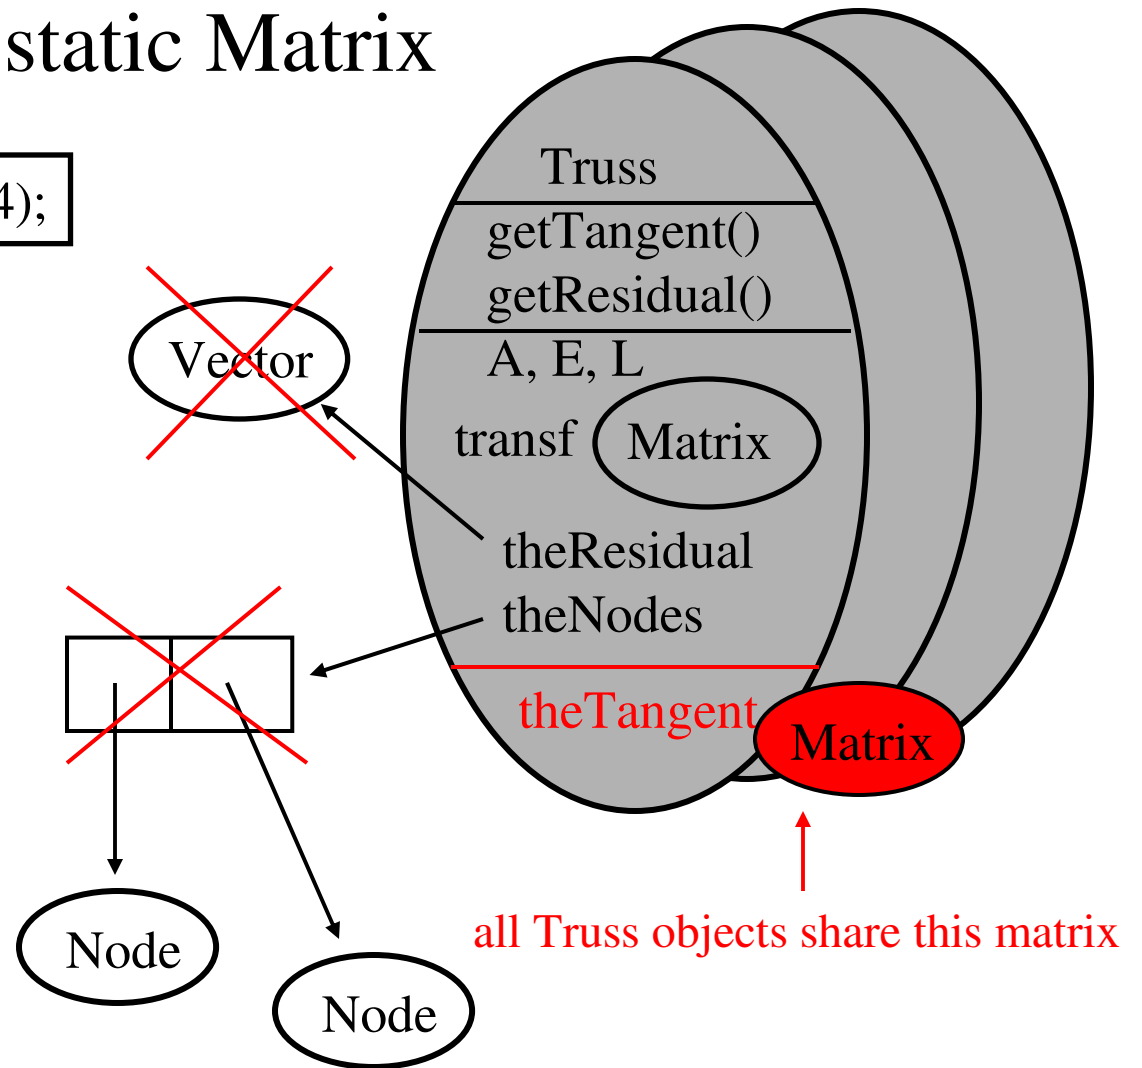 static Matrix
4);
Truss
getTangent()
getResidual()
A, E, L
Vector
transf
Matrix
theResidual
theNodes
theTangent
Matrix
all Truss objects share this matrix
Node
Node